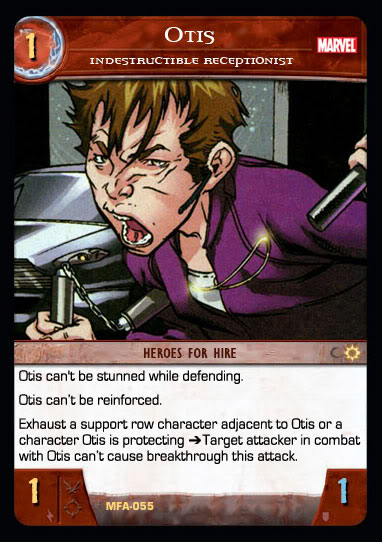 1
OTIS
MARVEL
INDESTRUCTIBLE RECEPTIONIST
HEROES FOR HIRE
C
Otis can't be stunned while defending.
Otis can't be reinforced.
Exhaust a support row character adjacent to Otis or a
character Otis is protecting ➔Target attacker in combat
with Otis can't cause breakthrough this attack.
1
MFA-055
1